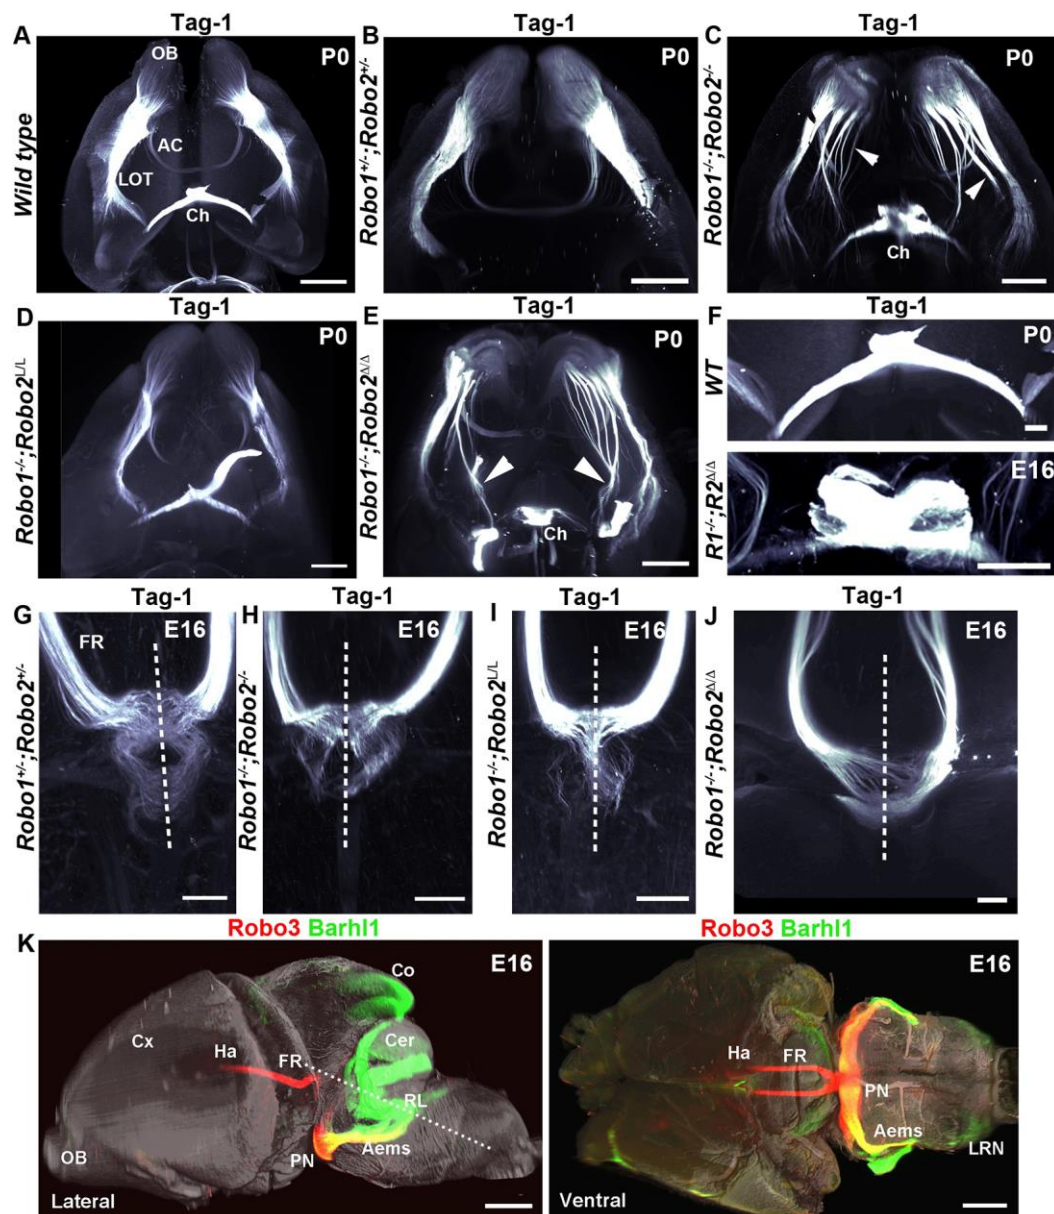 Tag-1
A
Wild type
OB
P0
AC
LOT
Ch
Tag-1
B
Robo1+/-;Robo2+/-
P0
Tag-1
C
Robo1-/-;Robo2-/-
P0
Ch
Tag-1
D
Robo1-/-;Robo2L/L
P0
Tag-1
E
Robo1-/-;Robo2Δ/Δ
P0
Ch
Tag-1
F
WT
P0
R1-/-;R2Δ/Δ
E16
Tag-1
G
Robo1+/-;Robo2+/-
FR
E16
Tag-1
H
Robo1-/-;Robo2-/-
E16
Tag-1
I
Robo1-/-;Robo2L/L
E16
Tag-1
J
Robo1-/-;Robo2Δ/Δ
E16
Robo3 Barhl1
K
E16
Co
Cx
Cer
Ha
FR
RL
Aems
PN
OB
Lateral
Robo3 Barhl1
E16
Ha
FR
PN
Aems
LRN
Ventral